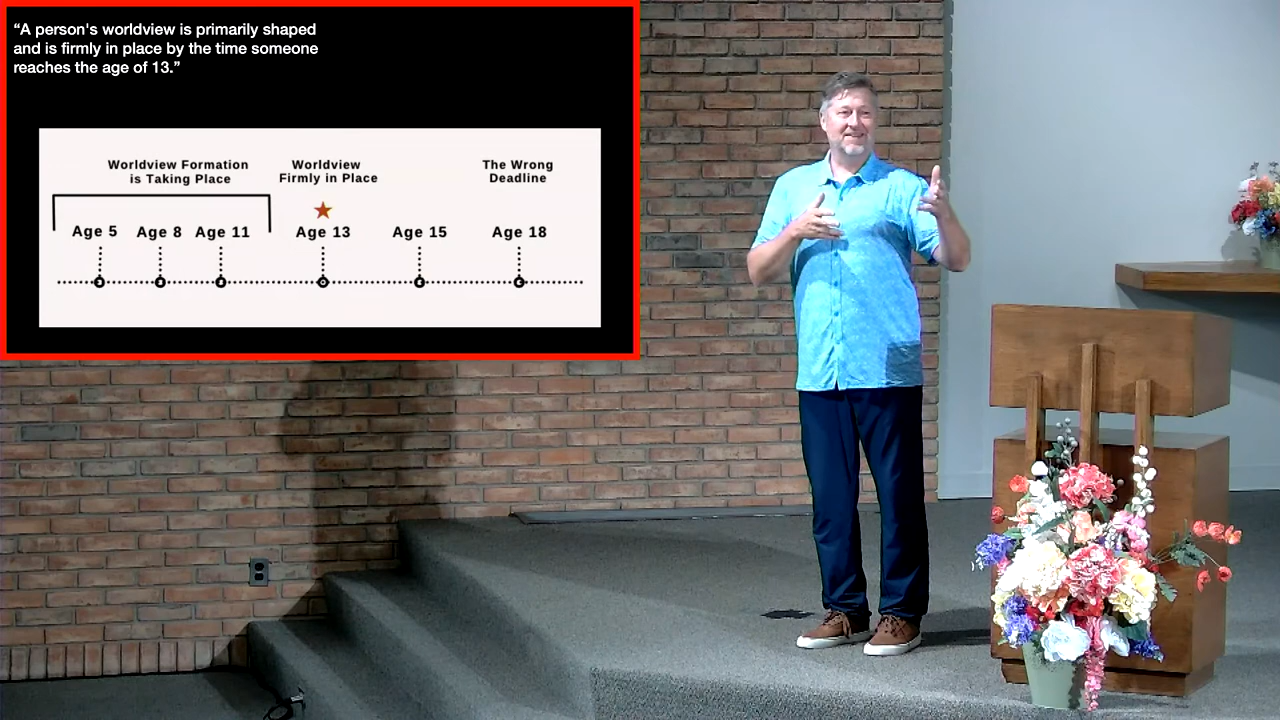 “A person's worldview is primarily shaped
and is firmly in place by the time someone
reaches the age of 13.”
Worldview Formation
is Taking Place
Worldview
Firmly in Place
The Wrong
Deadline
Age 5 Age 8 Age 11 Age 13 Age 15 Age 18